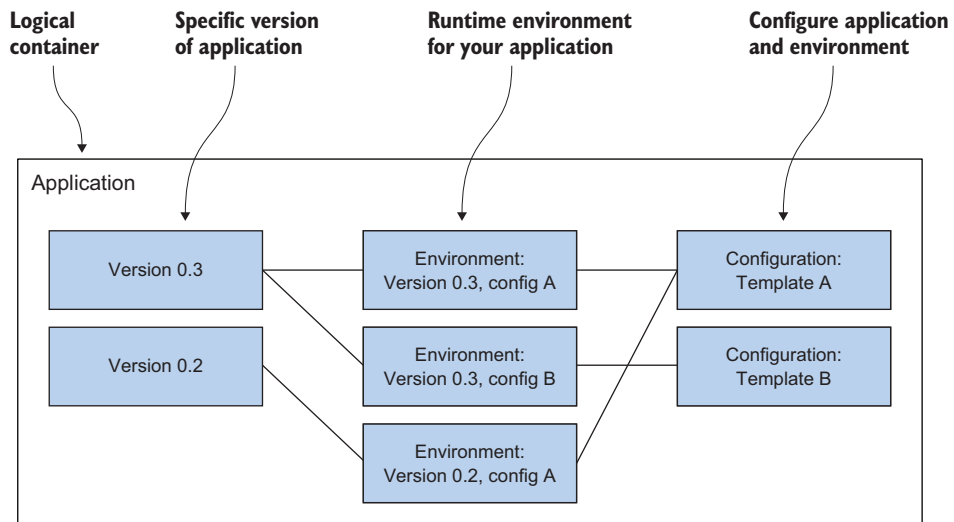 Logical
container
Specific version
of application
Runtime environment
for your application
Configure application
and environment
Application
Version 0.3
Environment:
Version 0.3, config A
Configuration:
Template A
Version 0.2
Environment:
Version 0.3, config B
Configuration:
Template B
Environment:
Version 0.2, config A